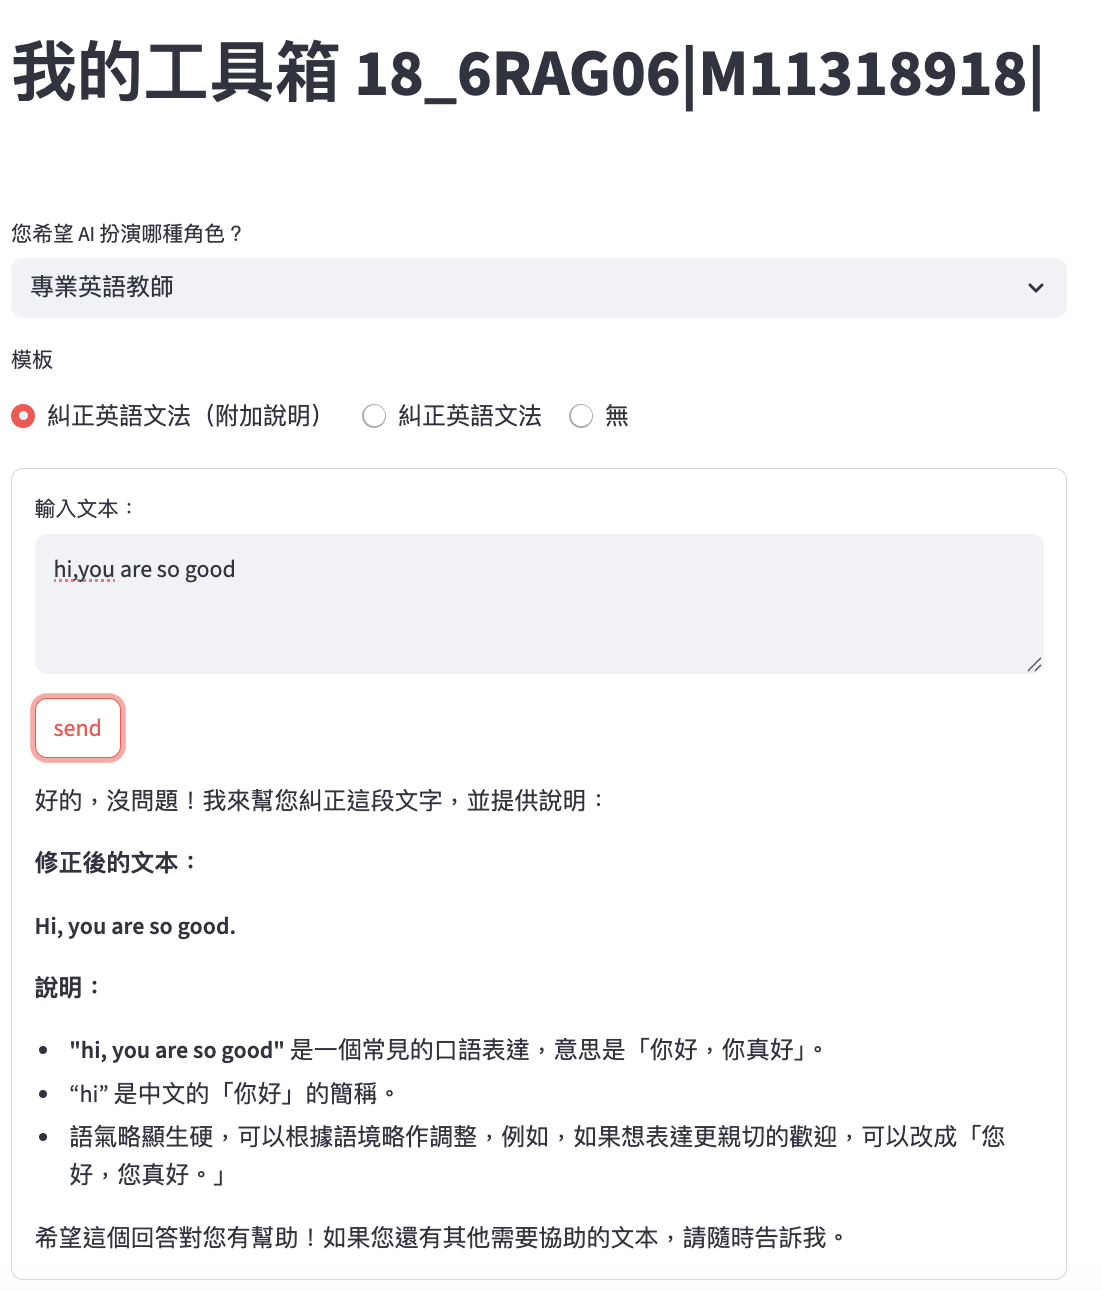 我的工具箱 18_6RAG06|M11318918|
您希望 AI 扮演哪種角色？
專業英語教師
模板
糾正英語文法（附加說明） 糾正英語文法 無
輸入文本：
hi,you are so good
send
好的，沒問題！我來幫您糾正這段文字，並提供說明：
修正後的文本：
Hi, you are so good.
說明：
• "hi, you are so good" 是一個常見的口語表達，意思是「你好，你真好」。
• “hi” 是中文的「你好」的簡稱。
• 語氣略顯生硬，可以根據語境略作調整，例如，如果想表達更親切的歡迎，可以改成「您
好，您真好。」
希望這個回答對您有幫助！如果您還有其他需要協助的文本，請隨時告訴我。